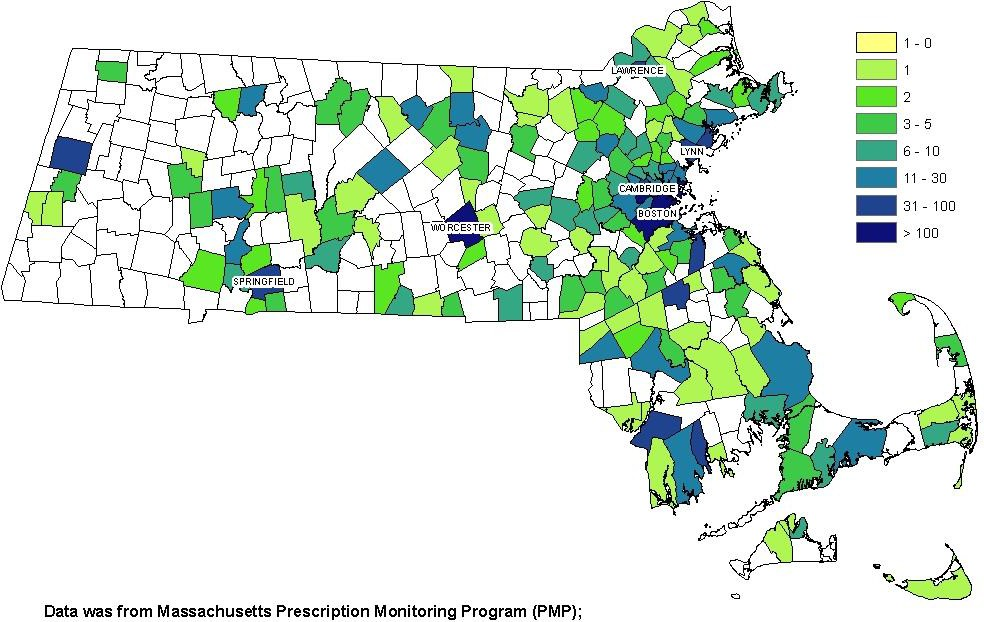 1 - 0
1
2
3 - 5
6 - 10
11 - 30
31 - 100
> 100
LAWRENCE
LYNN
CAMBRIDGE
BOSTON
WORCESTER
SPRINGFIELD
Data was from Massachusetts Prescription Monitoring Program (PMP);